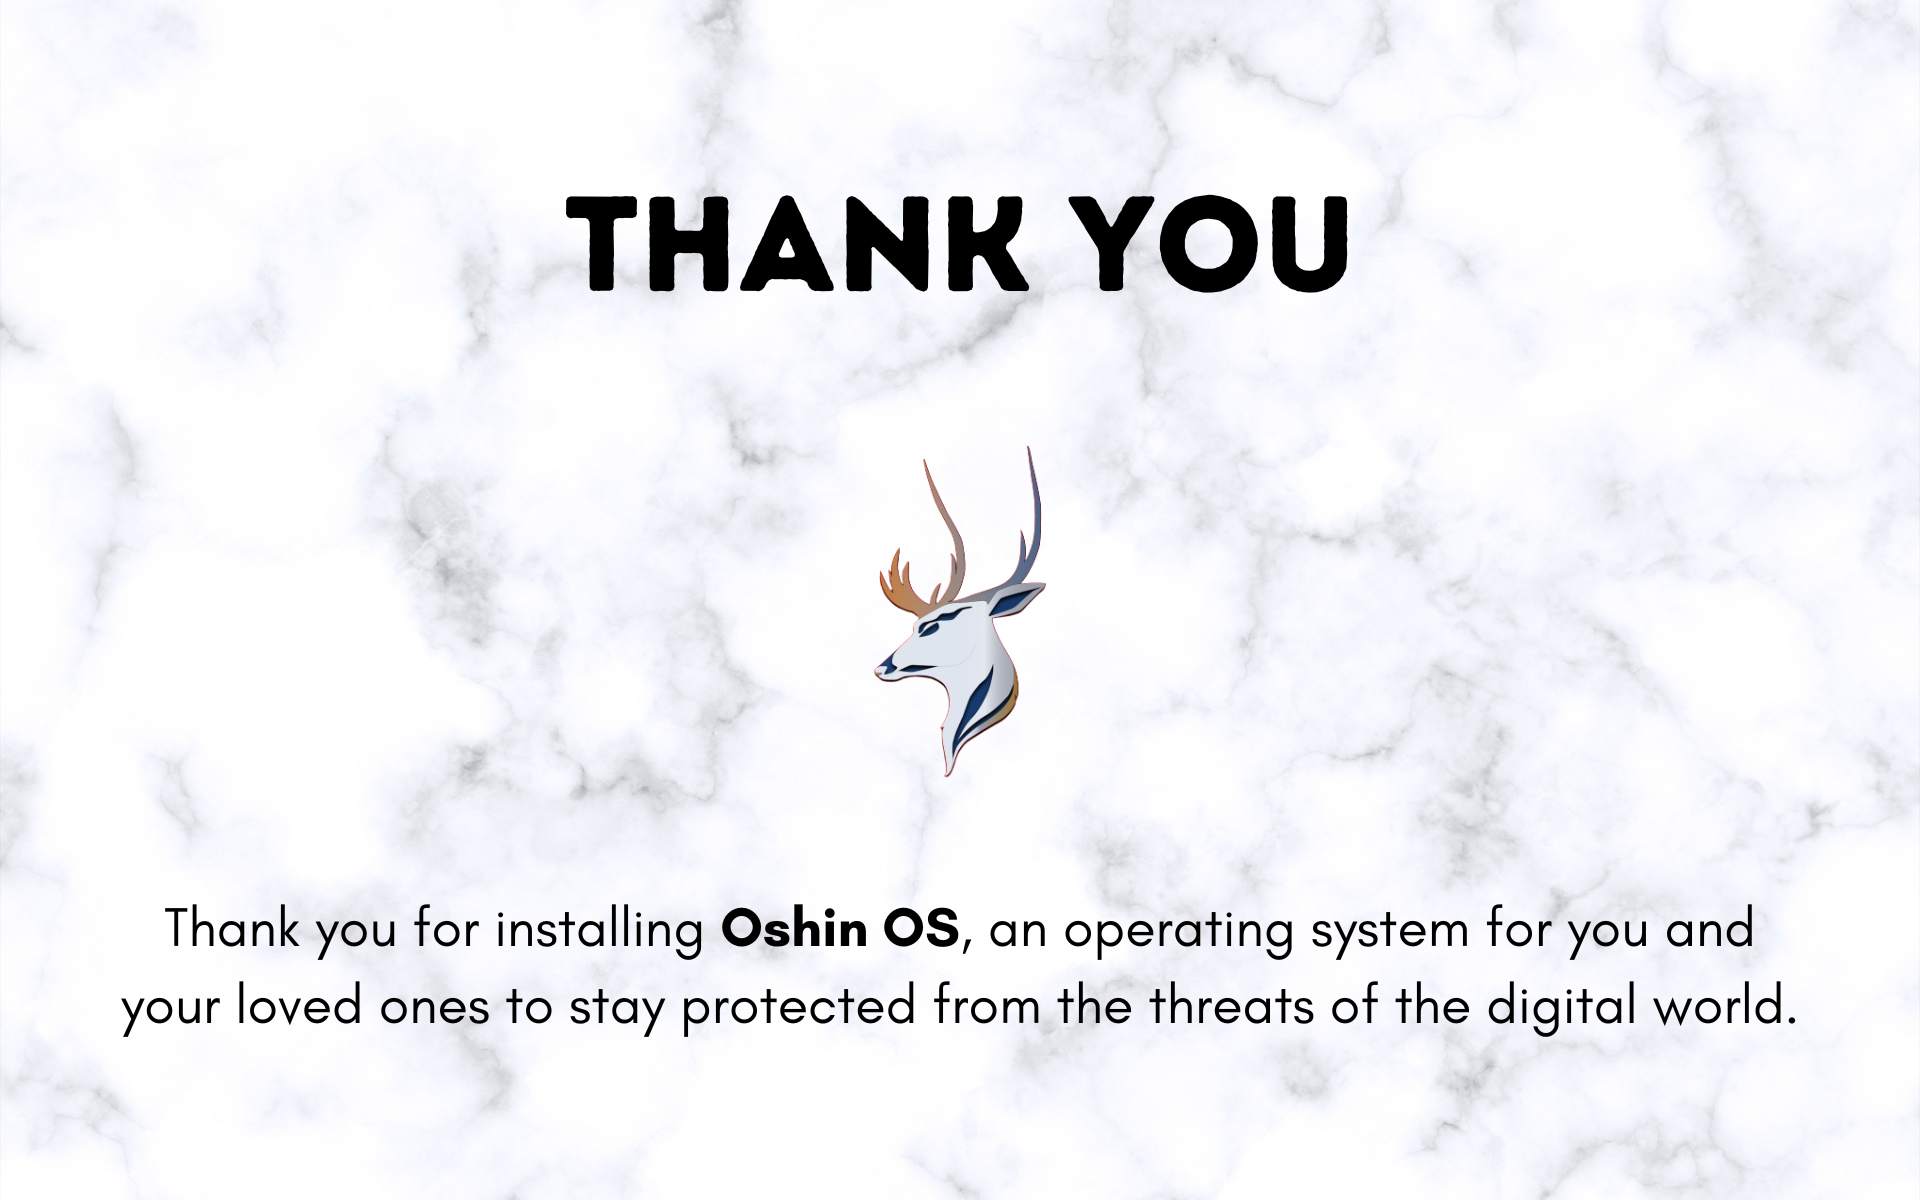 THANK YOU
Thank you for installing Oshin OS, an operating system for you and
your loved ones to stay protected from the threats of the digital world.